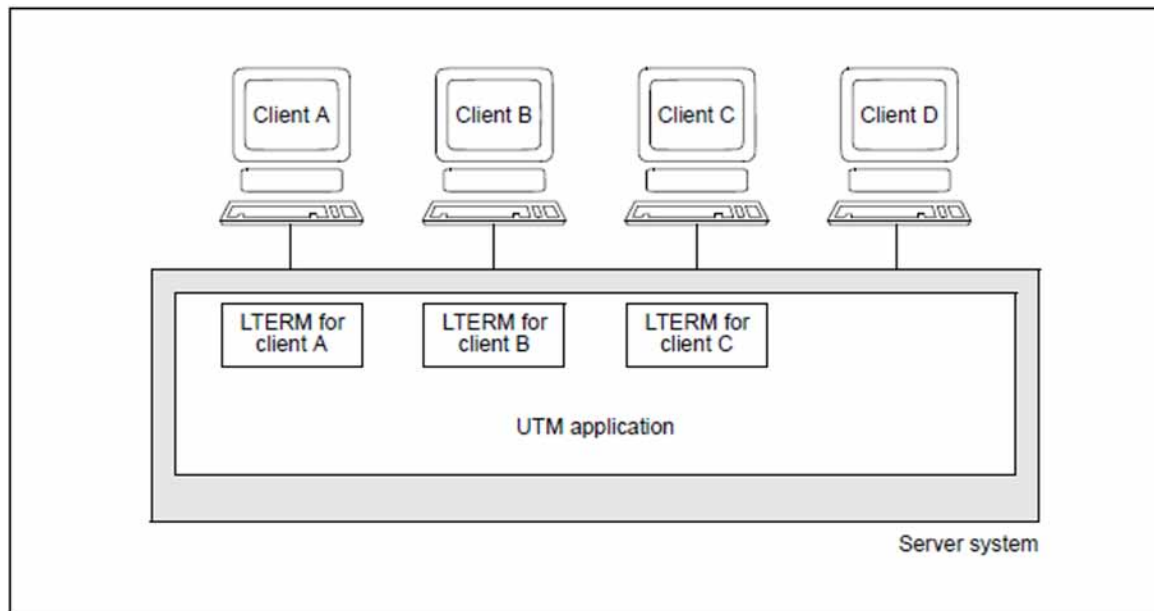 Client A
Client B
Client C
Client D
LTERM for
client A
LTERM for
client B
LTERM for
client C
UTM application
Server system